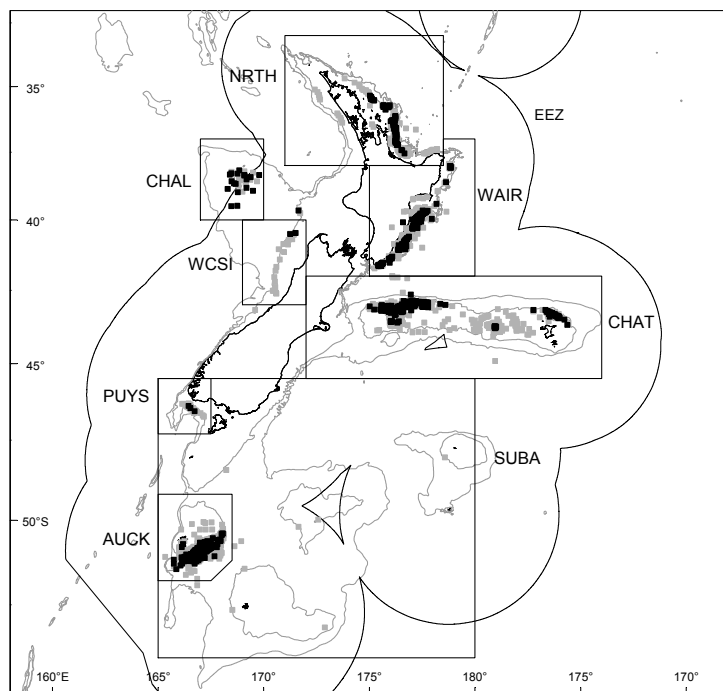 35°
NRTH
EEZ
CHAL
WAIR
40°
WCSI
CHAT
45°
PUYS
SUBA
50°S
AUCK
160°E 165° 170° 175° 180° 175° 170°